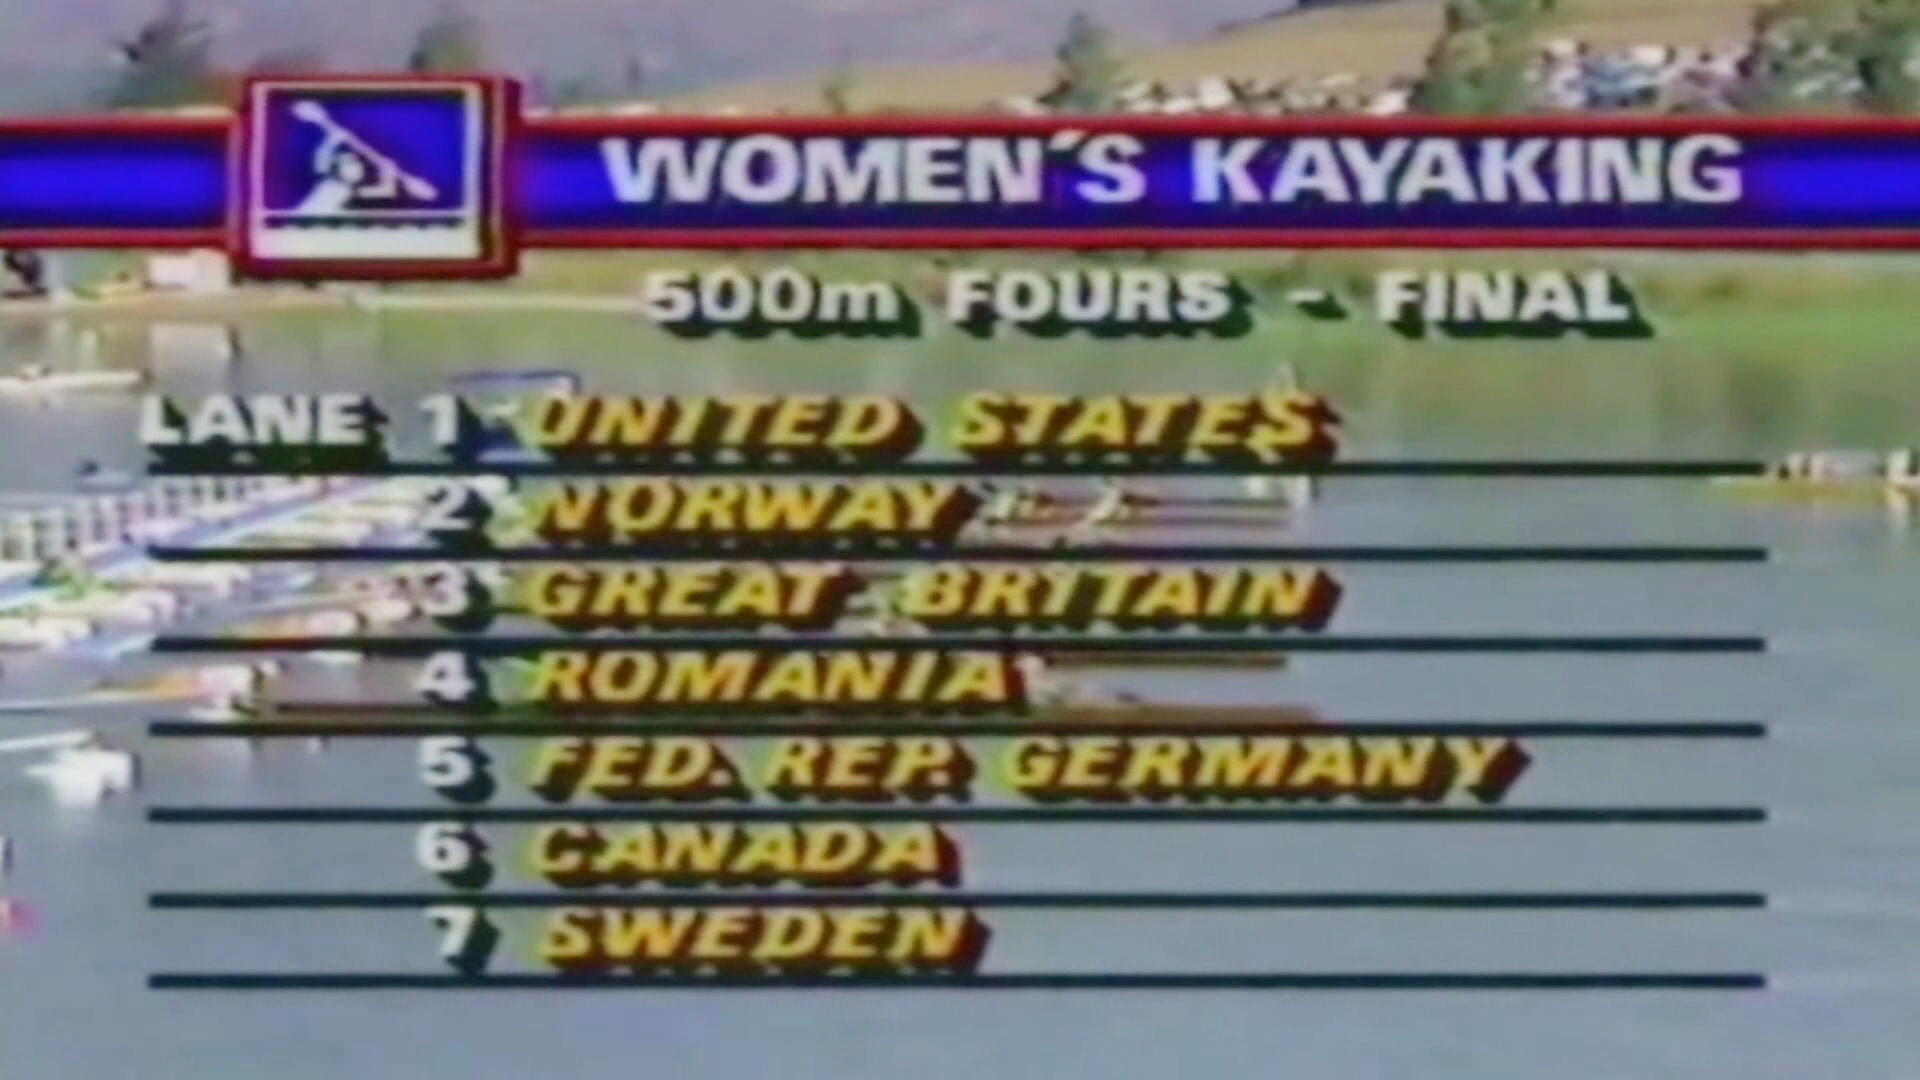 WOMEN'S KAYAKING
500m FOURS - FINAL
LANE 1 UNITED STATES
2 NORWAY
3 GREAT BRITAIN
4 ROMANIA
5 FED. REP. GERMANY
6 CANADA
7 SWEDEN